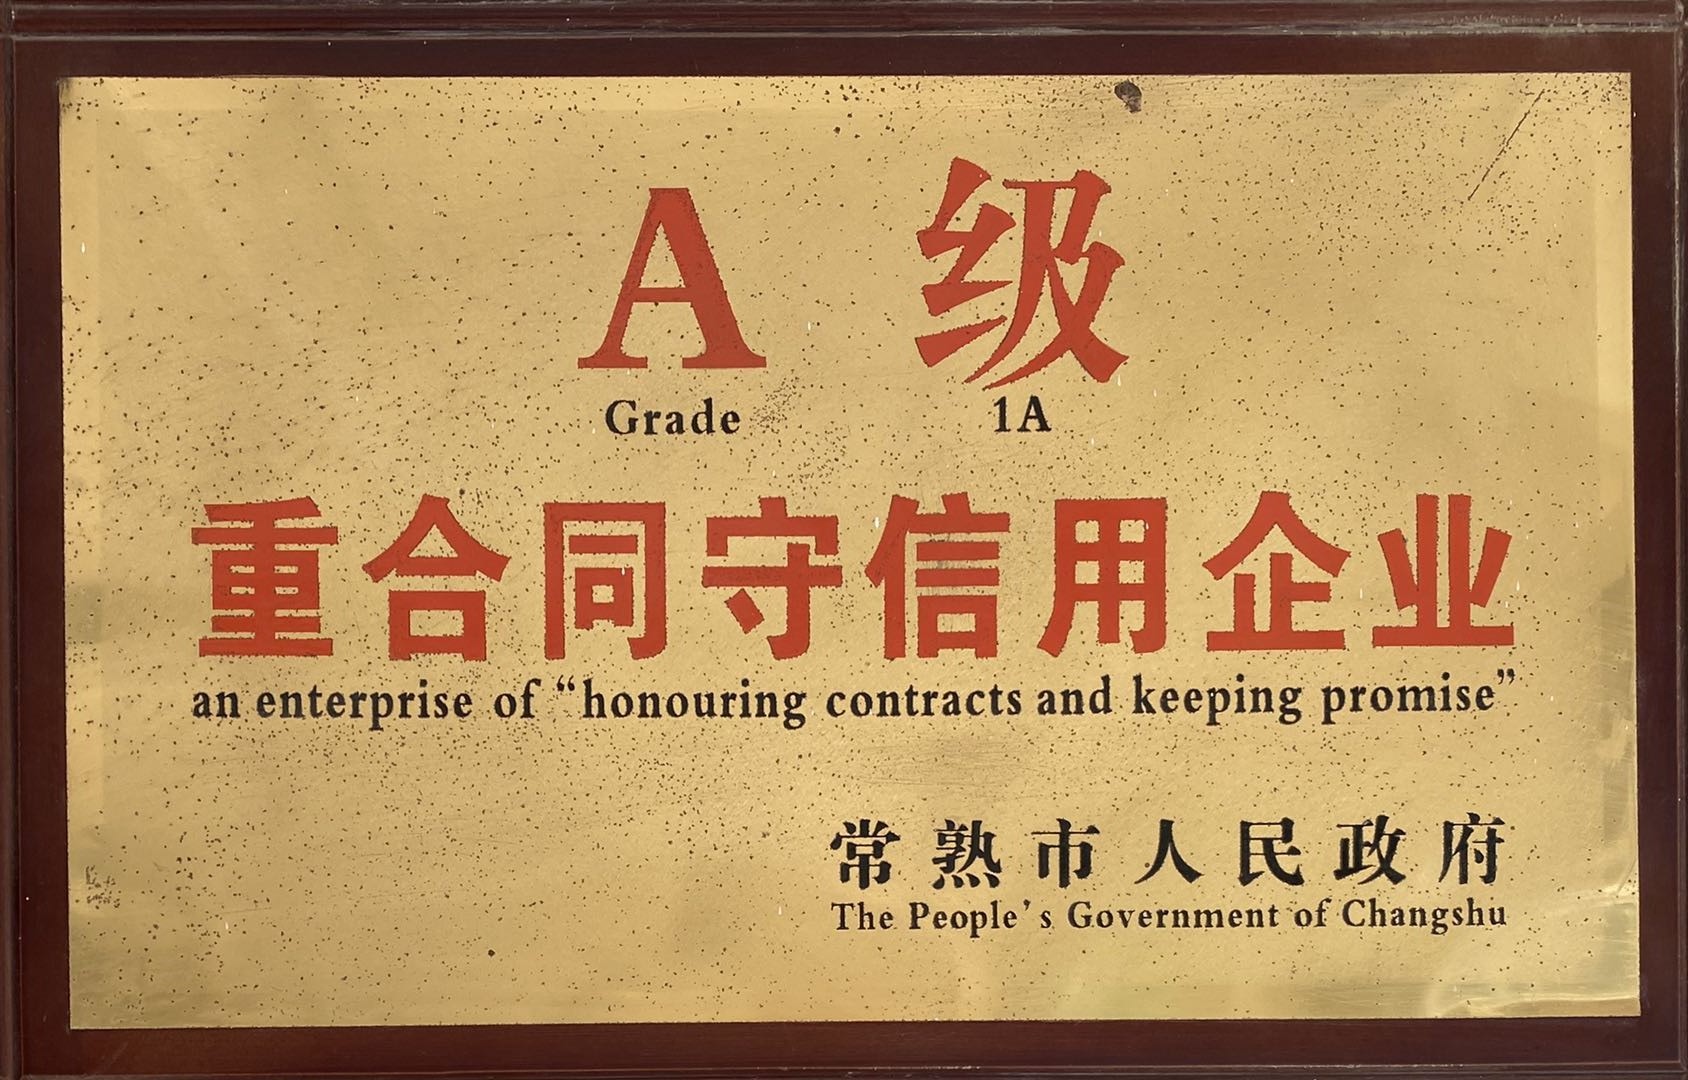 A 级
Grade 1A
重合同守信用企业
an enterprise of “honouring contracts and keeping promise”
常熟市人民政府
The People's Government of Changshu